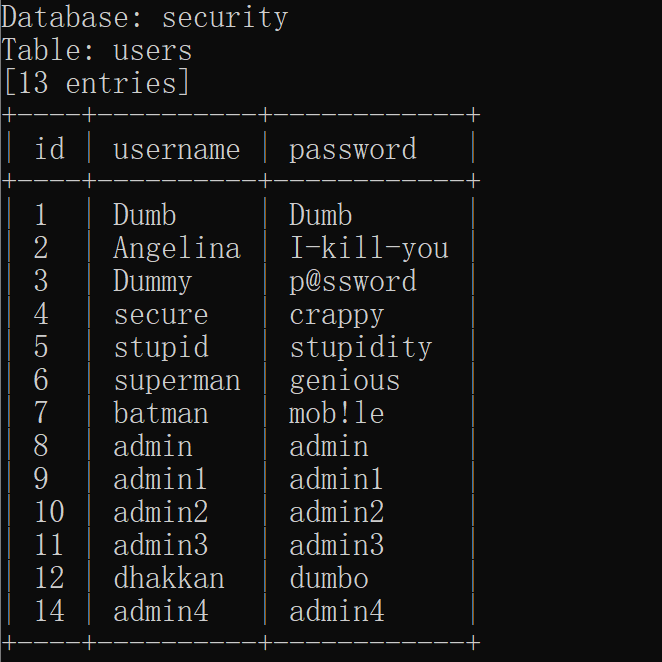 Database: security
Table: users
[13 entries]
+----+----------+------------+
| id | username | password   |
+----+----------+------------+
| 1  | Dumb     | Dumb       |
| 2  | Angelina | I-kill-you |
| 3  | Dummy    | p@ssword   |
| 4  | secure   | crappy     |
| 5  | stupid   | stupidity  |
| 6  | superman | genious    |
| 7  | batman   | mob!le     |
| 8  | admin    | admin      |
| 9  | admin1   | admin1     |
| 10 | admin2   | admin2     |
| 11 | admin3   | admin3     |
| 12 | dhakkan  | dumbo      |
| 14 | admin4   | admin4     |
+----+----------+------------+